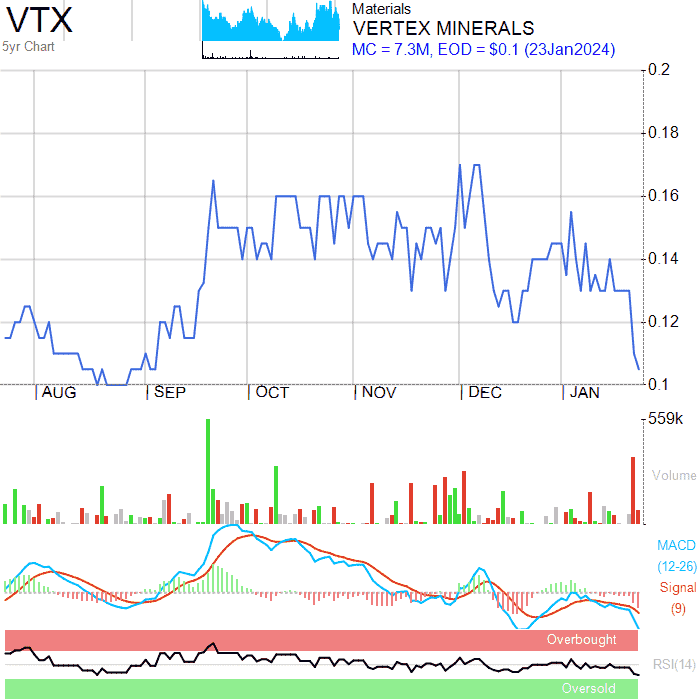 VTX
5yr Chart
Materials
VERTEX MINERALS
MC = 7.3M, EOD = $0.1 (23Jan2024)
0.2
0.18
0.16
0.14
0.12
0.1
AUG SEP OCT NOV DEC JAN
559k
Volume
MACD
(12-26)
Signal
(9)
Overbought
RSI(14)
Oversold